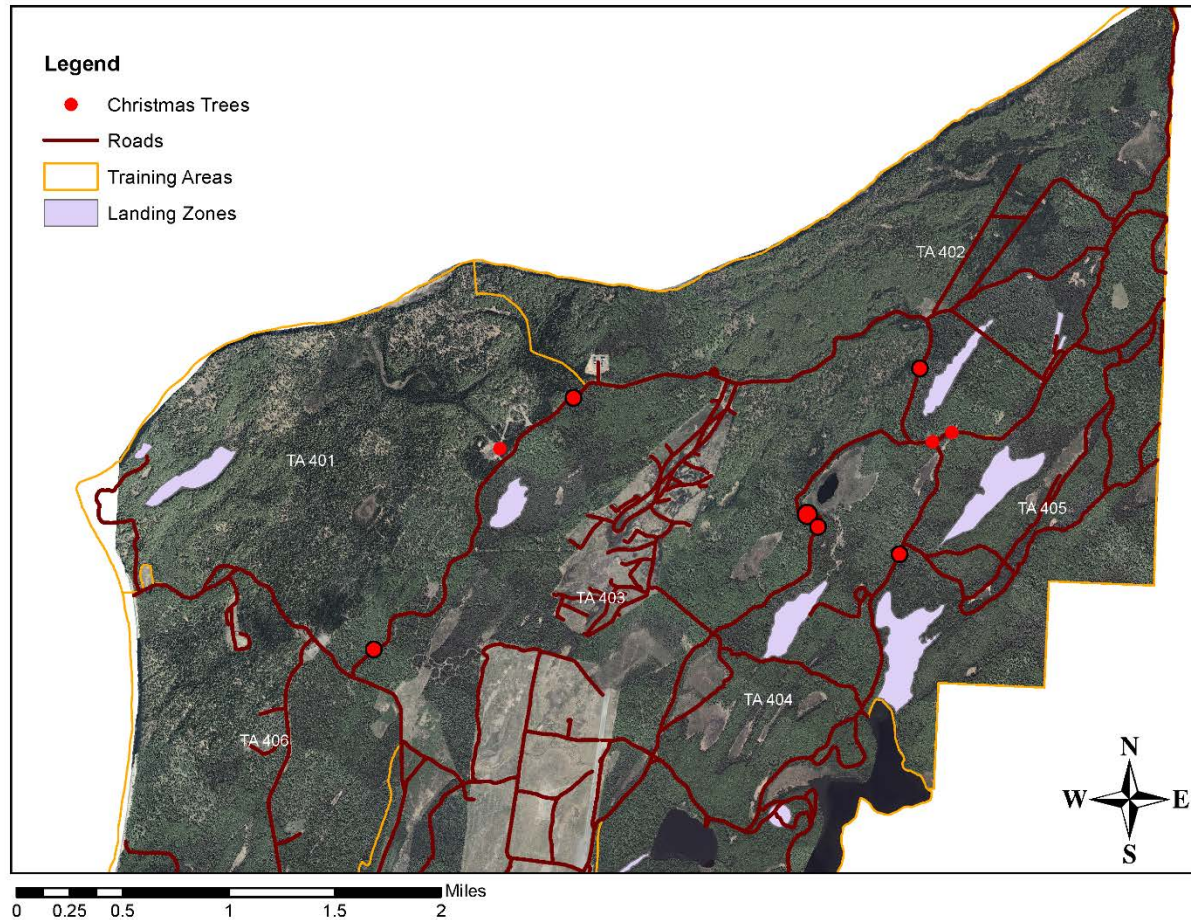 Legend
Christmas Trees
Roads
Training Areas
Landing Zones
TA 402
TA 401
TA 405
TA 403
TA 404
TA 406
N
W E
S
Miles
0 0.25 0.5 1 1.5 2